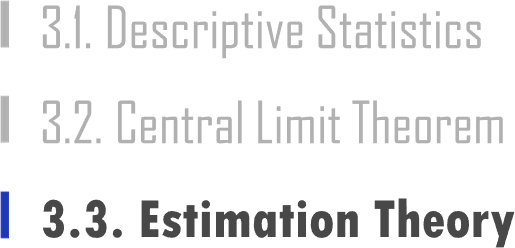 3.1. Descriptive Statistics
3.2. Central Limit Theorem
3.3. Estimation Theory